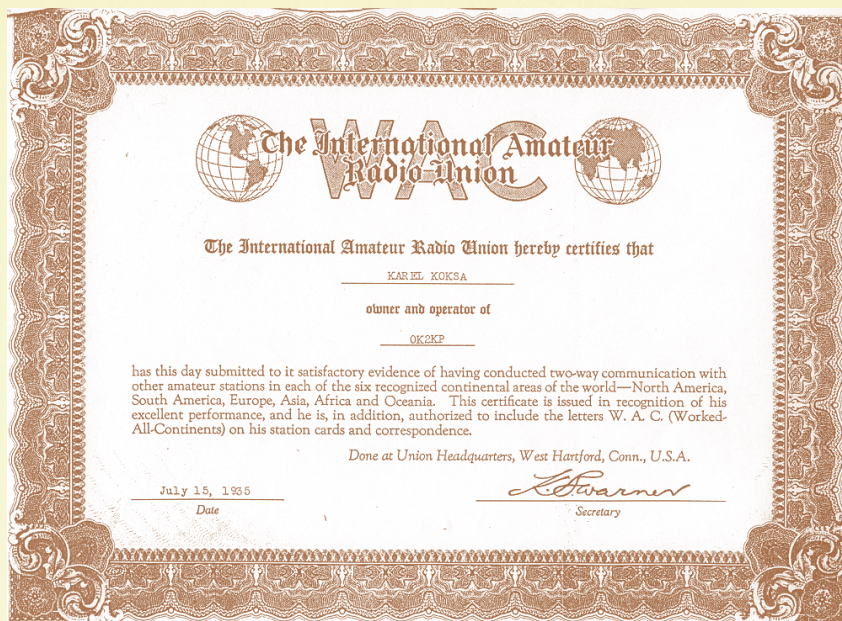 WAC
The International Amateur
Radio Union
The International Amateur Radio Union hereby certifies that
KAREL KOKSA
owner and operator of
OK2KP
has this day submitted to it satisfactory evidence of having conducted two-way communication with
other amateur stations in each of the six recognized continental areas of the world—North America,
South America, Europe, Asia, Africa and Oceania. This certificate is issued in recognition of his
excellent performance, and he is, in addition, authorized to include the letters W. A. C. (Worked-
All-Continents) on his station cards and correspondence.
Done at Union Headquarters, West Hartford, Conn., U.S.A.
July 15, 1935
K.B.Warner
Date
Secretary